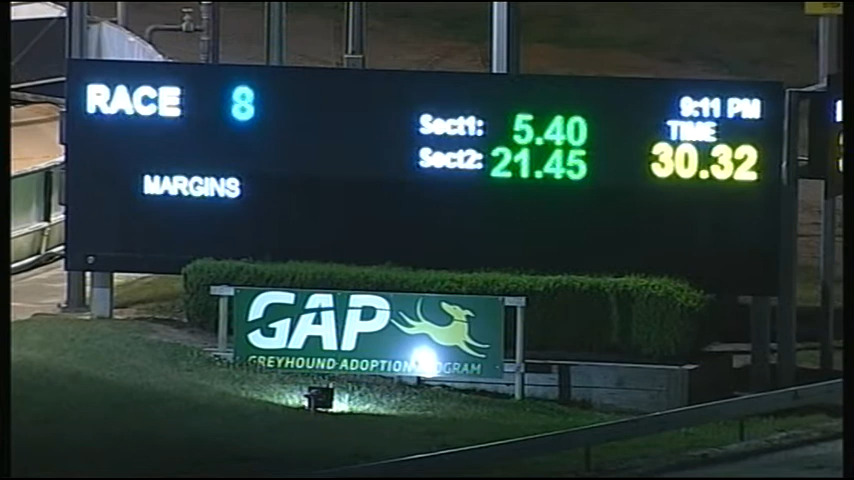 RACE 8
9:11 PM
Sect1: 5.40
TIME
Sect2: 21.45
30.32
MARGINS
GAP
GREYHOUND ADOPTION PROGRAM